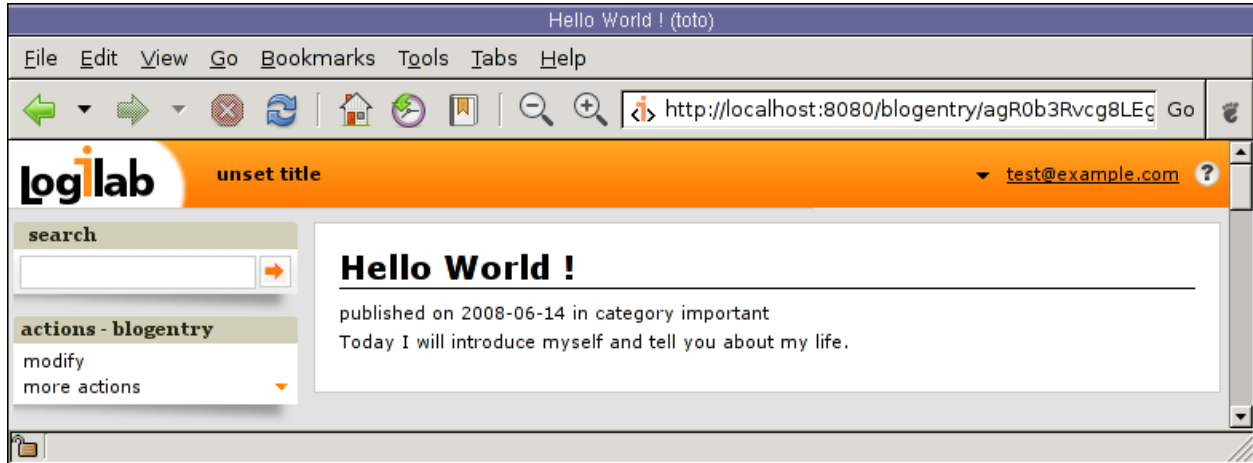 Hello World ! (toto)
File Edit View Go Bookmarks Tools Tabs Help
http://localhost:8080/blogentry/agR0b3Rvcg8LEg Go
logilab unset title test@example.com ?
search
Hello World !
published on 2008-06-14 in category important
Today I will introduce myself and tell you about my life.
actions - blogentry
modify
more actions